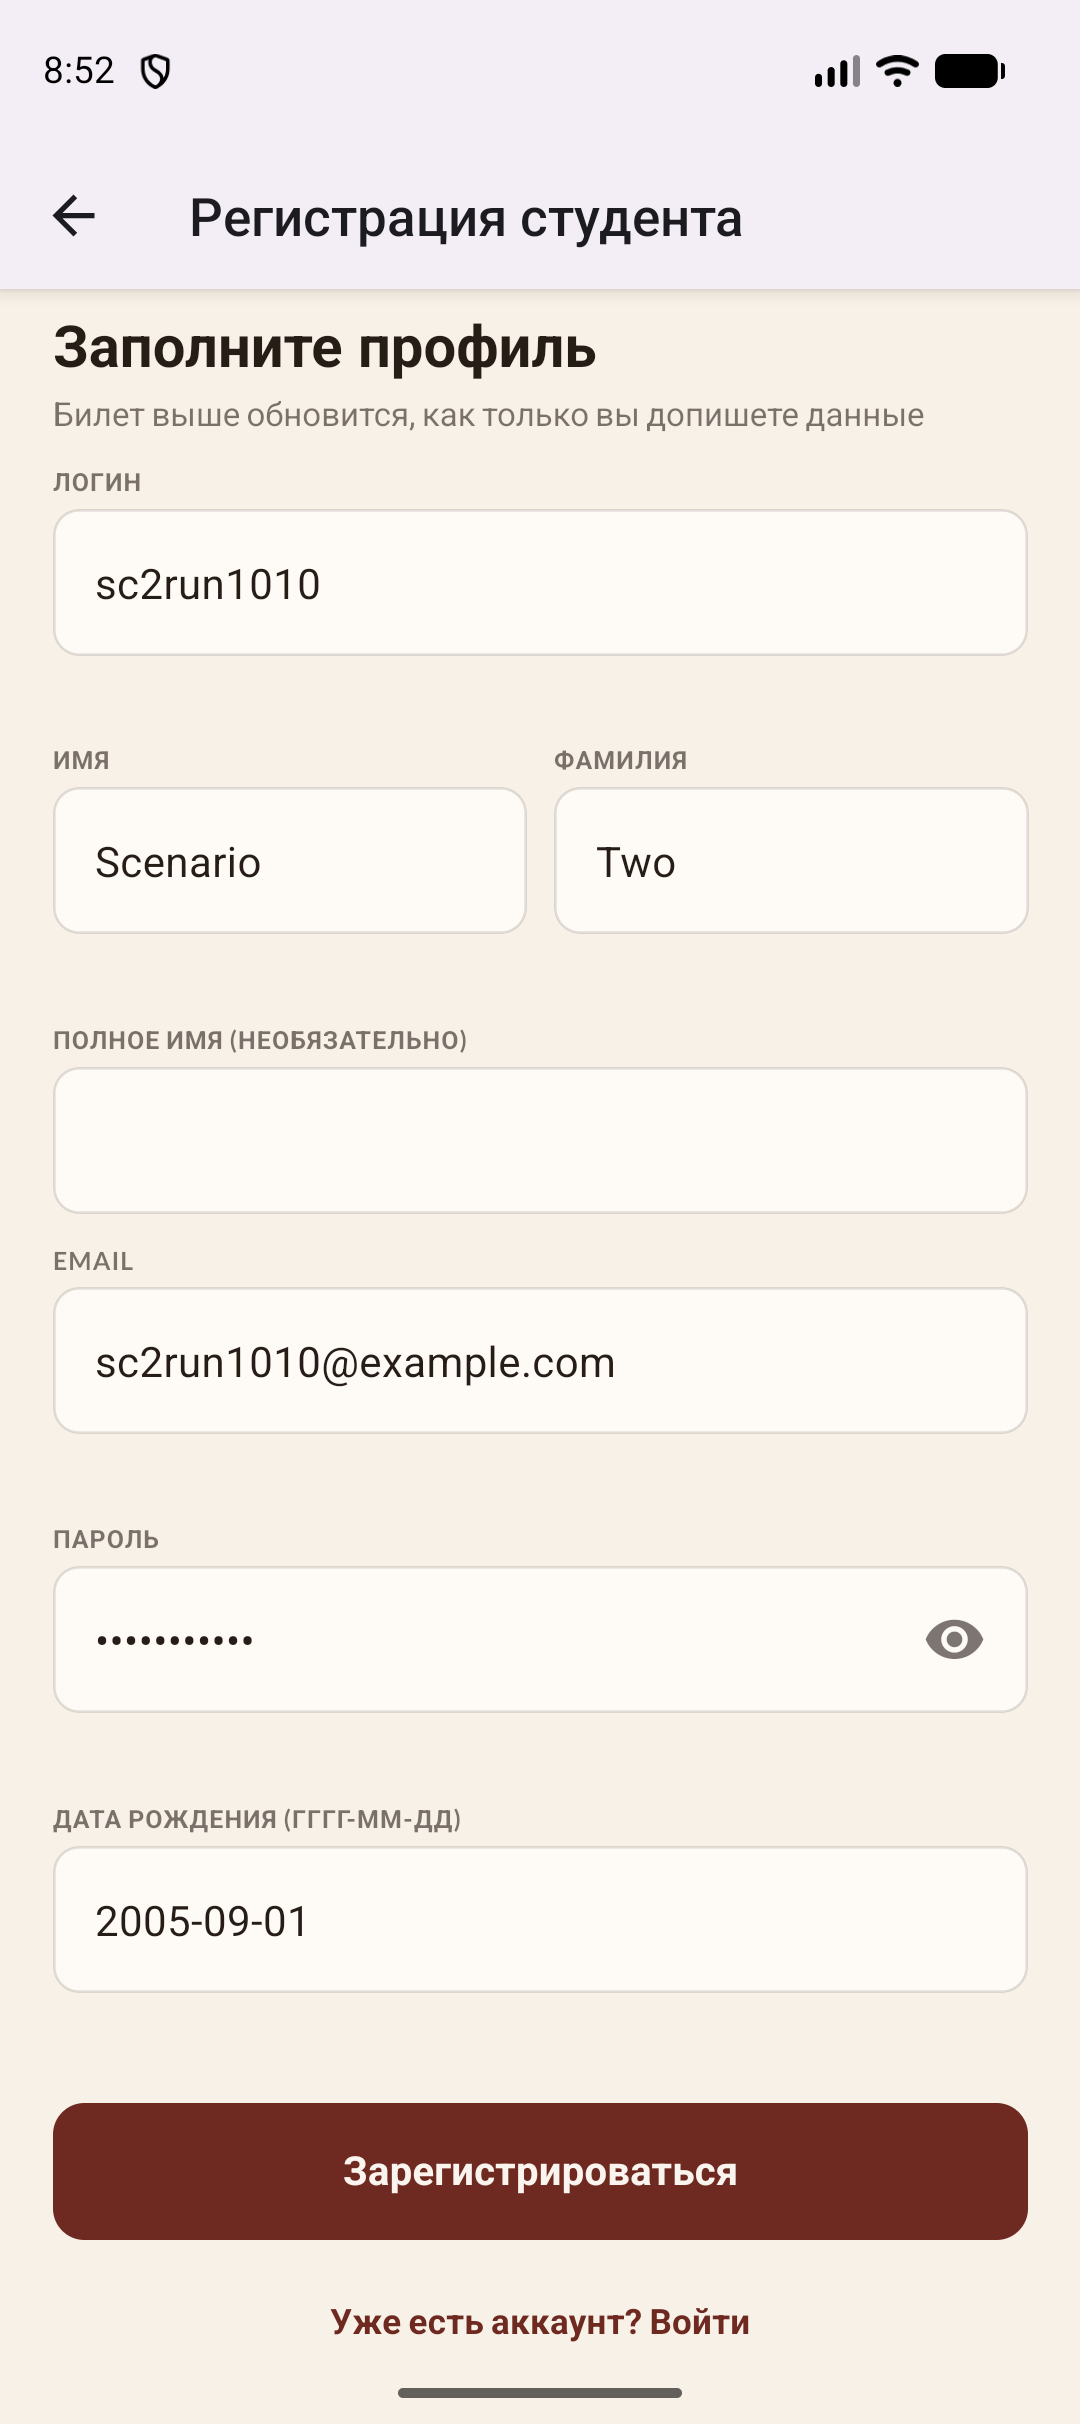 8:52
Регистрация студента
Заполните профиль
Билет выше обновится, как только вы допишете данные
ЛОГИН
sc2run1010
ИМЯ
ФАМИЛИЯ
Scenario
Two
ПОЛНОЕ ИМЯ (НЕОБЯЗАТЕЛЬНО)
EMAIL
sc2run1010@example.com
ПАРОЛЬ
•••••••••••
ДАТА РОЖДЕНИЯ (ГГГГ-ММ-ДД)
2005-09-01
Зарегистрироваться
Уже есть аккаунт? Войти